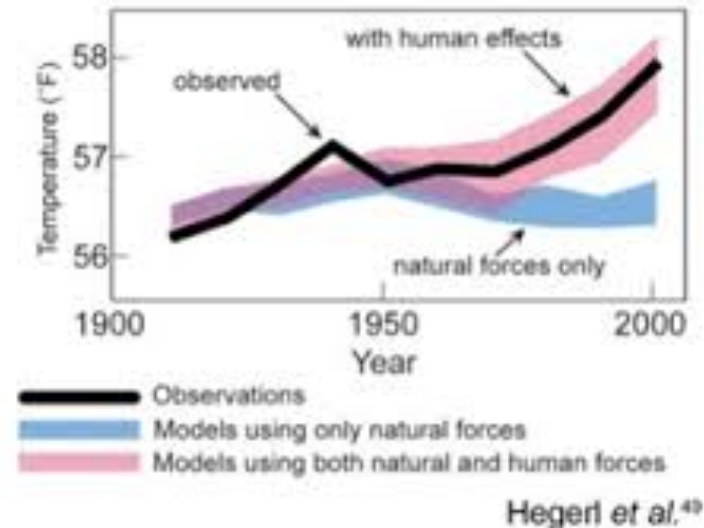 58
with human effects
observed
Temperature (°F)
57
56
natural forces only
1900
1950
2000
Year
Observations
Models using only natural forces
Models using both natural and human forces
Hegerl et al.⁴⁹